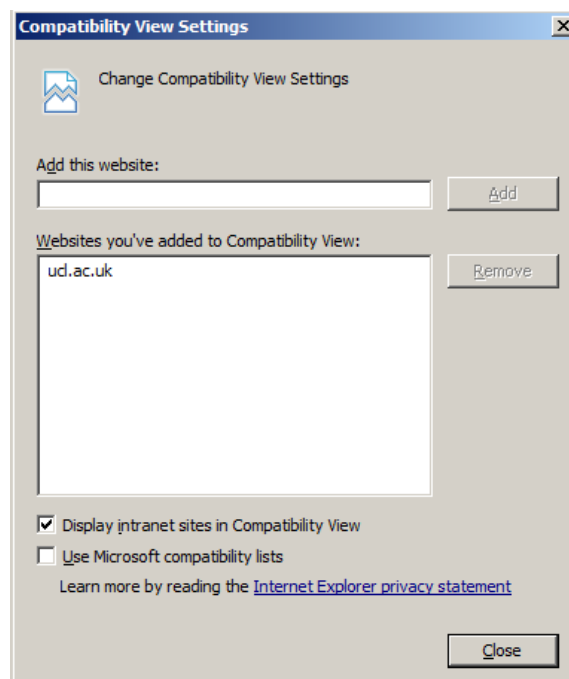 Compatibility View Settings
Change Compatibility View Settings
Add this website:
Add
Websites you've added to Compatibility View:
ucl.ac.uk
Remove
Display intranet sites in Compatibility View
Use Microsoft compatibility lists
Learn more by reading the Internet Explorer privacy statement
Close